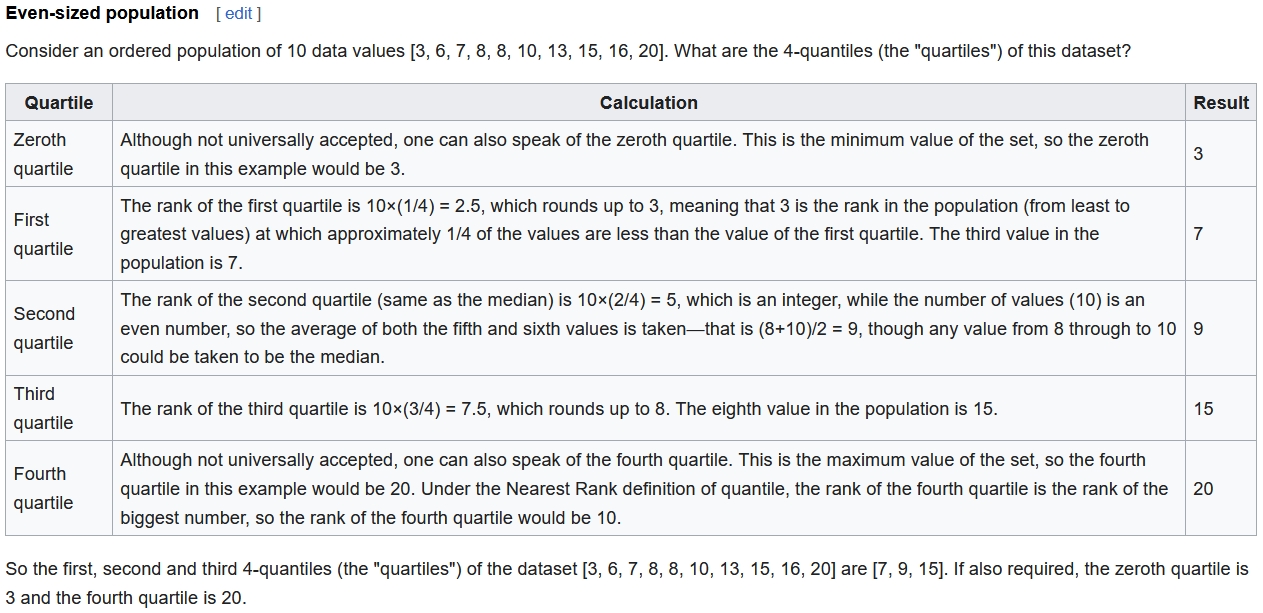 Even-sized population [ edit ]
Consider an ordered population of 10 data values [3, 6, 7, 8, 8, 10, 13, 15, 16, 20]. What are the 4-quantiles (the "quartiles") of this dataset?
Quartile Calculation Result
Zeroth quartile
Although not universally accepted, one can also speak of the zeroth quartile. This is the minimum value of the set, so the zeroth
quartile in this example would be 3.
3
First quartile
The rank of the first quartile is 10×(1/4) = 2.5, which rounds up to 3, meaning that 3 is the rank in the population (from least to
greatest values) at which approximately 1/4 of the values are less than the value of the first quartile. The third value in the
population is 7.
7
Second quartile
The rank of the second quartile (same as the median) is 10×(2/4) = 5, which is an integer, while the number of values (10) is an
even number, so the average of both the fifth and sixth values is taken—that is (8+10)/2 = 9, though any value from 8 through to 10
could be taken to be the median.
9
Third quartile
The rank of the third quartile is 10×(3/4) = 7.5, which rounds up to 8. The eighth value in the population is 15.
15
Fourth quartile
Although not universally accepted, one can also speak of the fourth quartile. This is the maximum value of the set, so the fourth
quartile in this example would be 20. Under the Nearest Rank definition of quantile, the rank of the fourth quartile is the rank of the
biggest number, so the rank of the fourth quartile would be 10.
20
So the first, second and third 4-quantiles (the "quartiles") of the dataset [3, 6, 7, 8, 8, 10, 13, 15, 16, 20] are [7, 9, 15]. If also required, the zeroth quartile is
3 and the fourth quartile is 20.